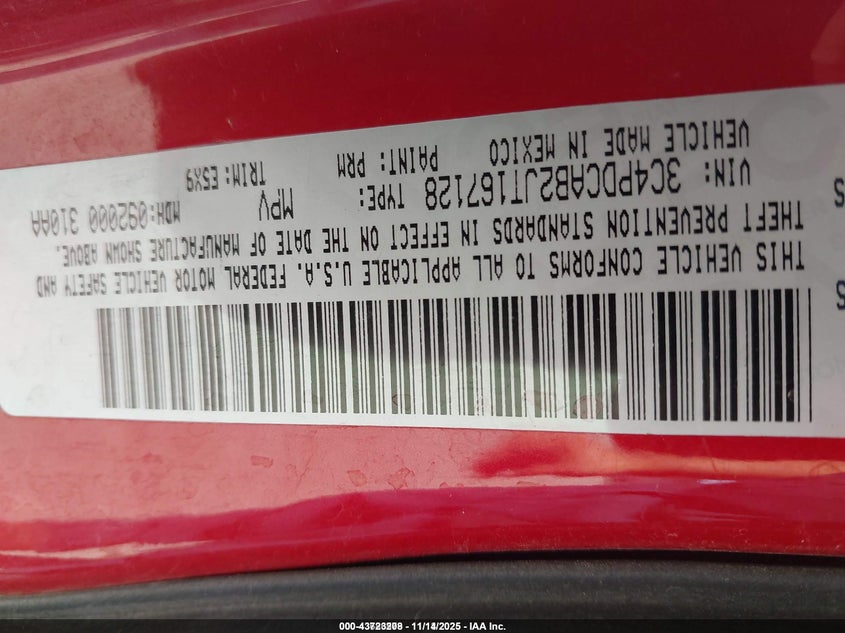 THIS VEHICLE CONFORMS TO ALL APPLICABLE U.S.A. FEDERAL MOTOR VEHICLE SAFETY AND
THEFT PREVENTION STANDARDS IN EFFECT ON THE DATE OF MANUFACTURE SHOWN ABOVE.
VIN: 3C4PDCAB2JT167128 TYPE: MPV MDH:092000 310AA
VEHICLE MADE IN MEXICO PAINT: PRM TRIM: E5X9
- IAA Inc.